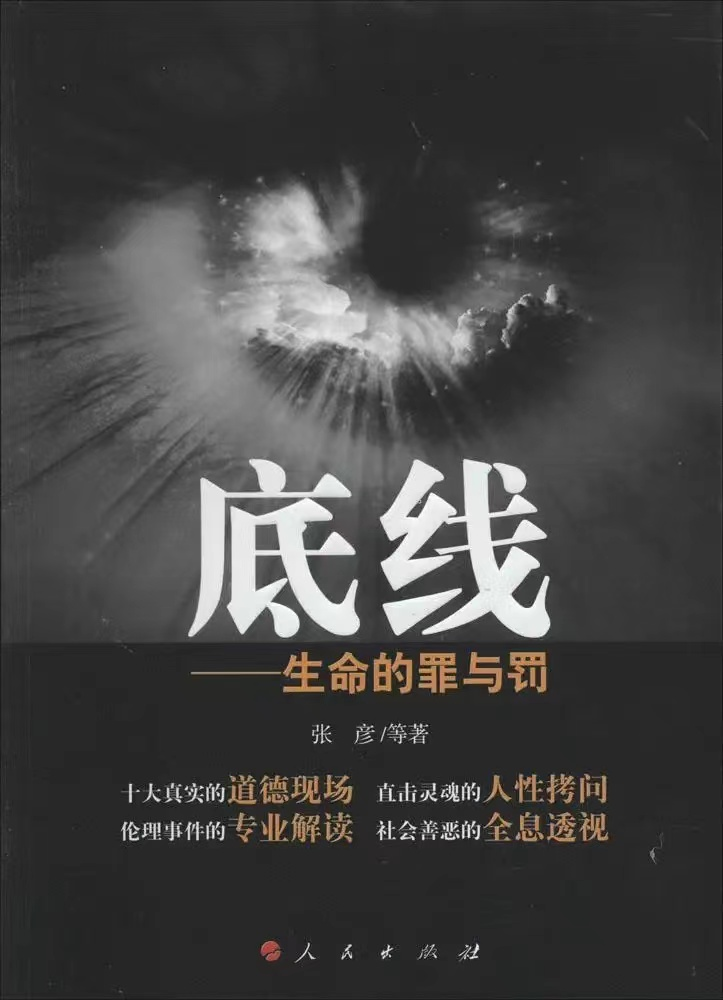 底线
——生命的罪与罚
张 彦/等著
十大真实的道德现场 直击灵魂的人性拷问
伦理事件的专业解读 社会善恶的全息透视
人民出版社